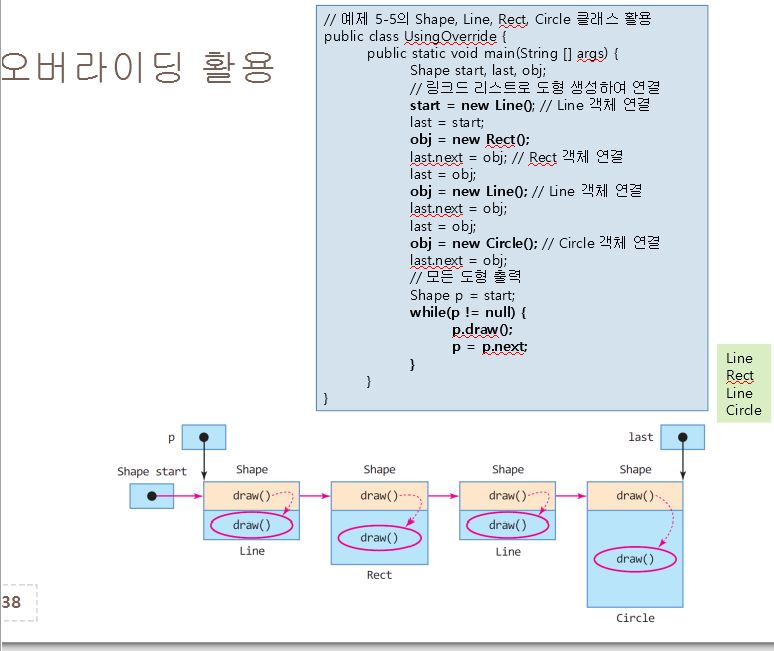 오버라이딩 활용
// 예제 5-5의 Shape, Line, Rect, Circle 클래스 활용
public class UsingOverride {
public static void main(String [] args) {
Shape start, last, obj;
// 링크드 리스트로 도형 생성하여 연결
start = new Line(); // Line 객체 연결
last = start;
obj = new Rect();
last.next = obj; // Rect 객체 연결
last = obj;
obj = new Line(); // Line 객체 연결
last.next = obj;
last = obj;
obj = new Circle(); // Circle 객체 연결
last.next = obj;
// 모든 도형 출력
Shape p = start;
while(p != null) {
p.draw();
p = p.next;
}
}
}
Line
Rect
Line
Circle
p
last
Shape start
Shape
Shape
Shape
Shape
draw()
draw()
draw()
draw()
draw()
draw()
draw()
draw()
Line
Rect
Line
Circle
38